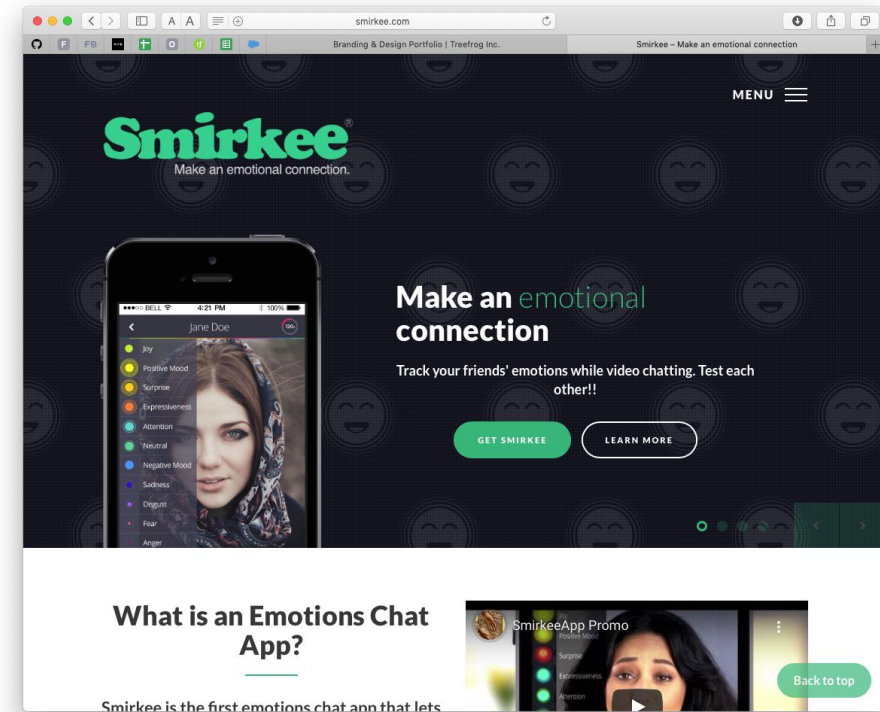 A A
smirkee.com
F
FB
O
Branding & Design Portfolio | Treefrog Inc.
Smirkee – Make an emotional connection
MENU
Smirkee®
Make an emotional connection.
BELL 4:21 PM 100%
Jane Doe
Joy
Positive Mood
Surprise
Expressiveness
Attention
Neutral
Negative Mood
Sadness
Disgust
Fear
Anger
Make an emotional
connection
Track your friends' emotions while video chatting. Test each
other!!
GET SMIRKEE
LEARN MORE
What is an Emotions Chat
App?
Smirkee is the first emotions chat app that lets
SmirkeeApp Promo
Joy
Positive Mood
Surprise
Expressiveness
Attention
Back to top